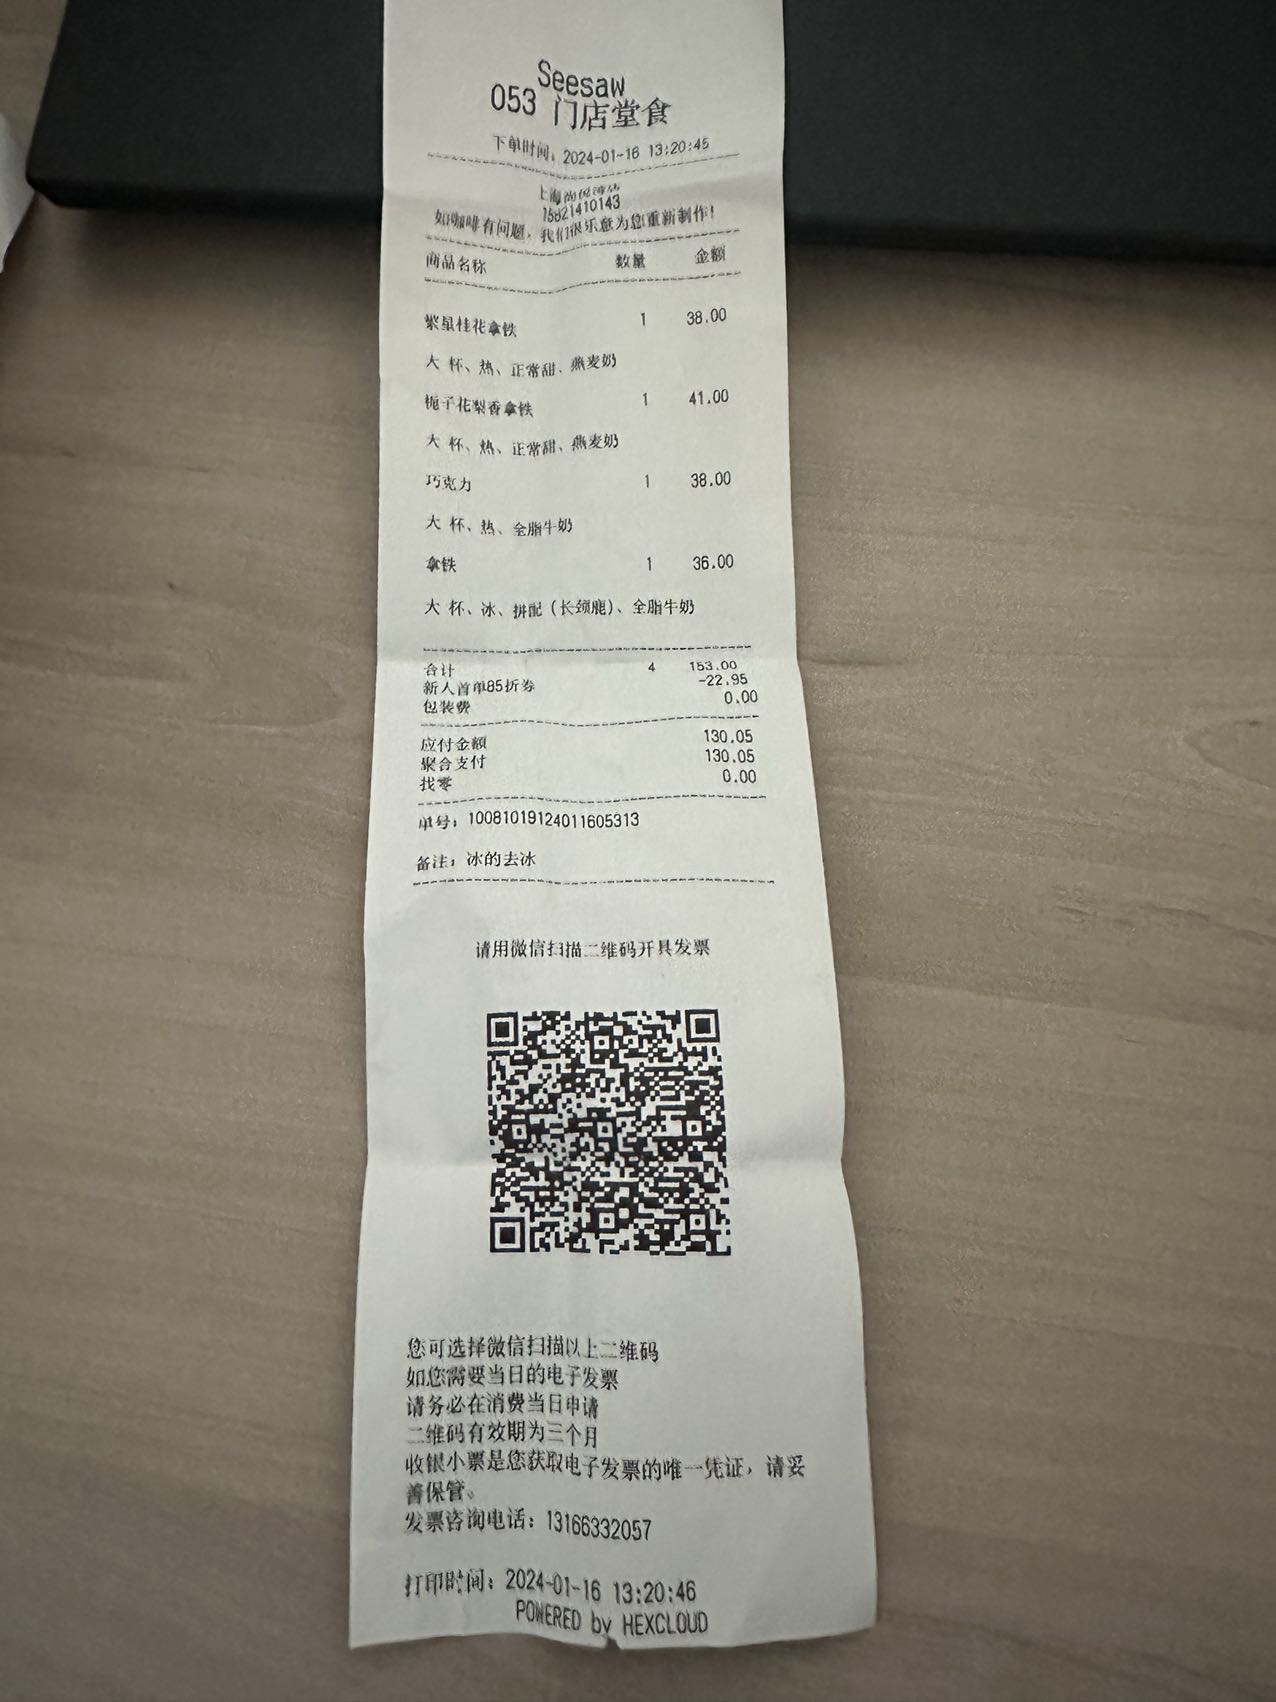 Seesaw
053 门店堂食
下单时间：2024-01-16 13:20:45
上海尚悦湾店
15821410143
如咖啡有问题，我们很乐意为您重新制作！
商品名称 数量 金额
繁星桂花拿铁 1 38.00
大 杯、热、正常甜、燕麦奶
栀子花梨香拿铁 1 41.00
大 杯、热、正常甜、燕麦奶
巧克力 1 38.00
大 杯、热、全脂牛奶
拿铁 1 36.00
大 杯、冰、拼配（长颈鹿）、全脂牛奶
合计 4 153.00
新人首单85折券 -22.95
包装费 0.00
应付金额 130.05
聚合支付 130.05
找零 0.00
单号：10081019124011605313
备注：冰的去冰
请用微信扫描二维码开具发票
您可选择微信扫描以上二维码
如您需要当日的电子发票
请务必在消费当日申请
二维码有效期为三个月
收银小票是您获取电子发票的唯一凭证，请妥
善保管。
发票咨询电话：13166332057
打印时间：2024-01-16 13:20:46
POWERED by HEXCLOUD